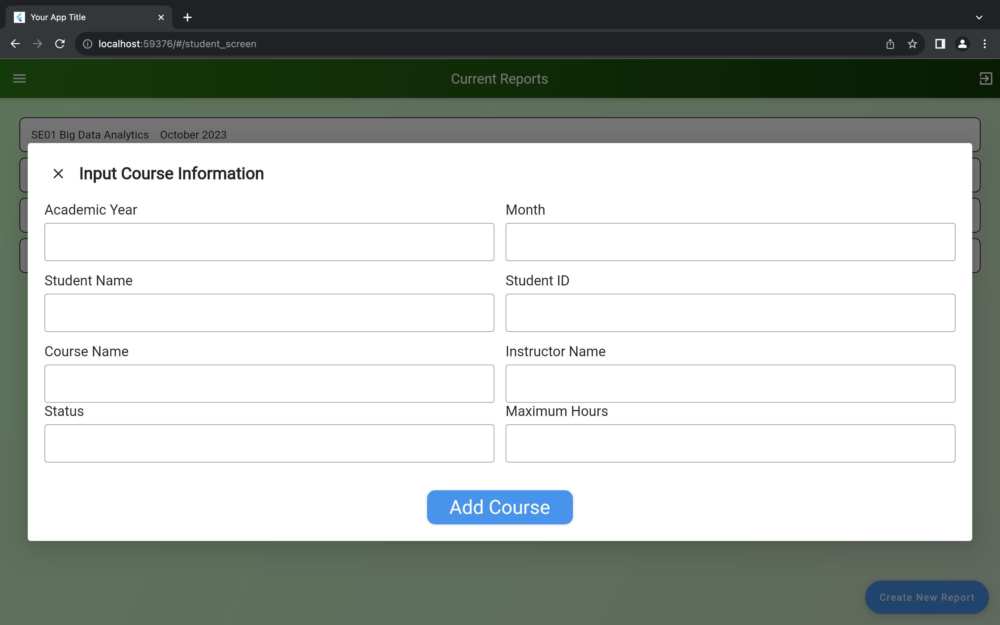 Your App Title
localhost:59376/#/student_screen
Current Reports
SE01 Big Data Analytics October 2023
Input Course Information
Academic Year
Month
Student Name
Student ID
Course Name
Instructor Name
Status
Maximum Hours
Add Course
Create New Report